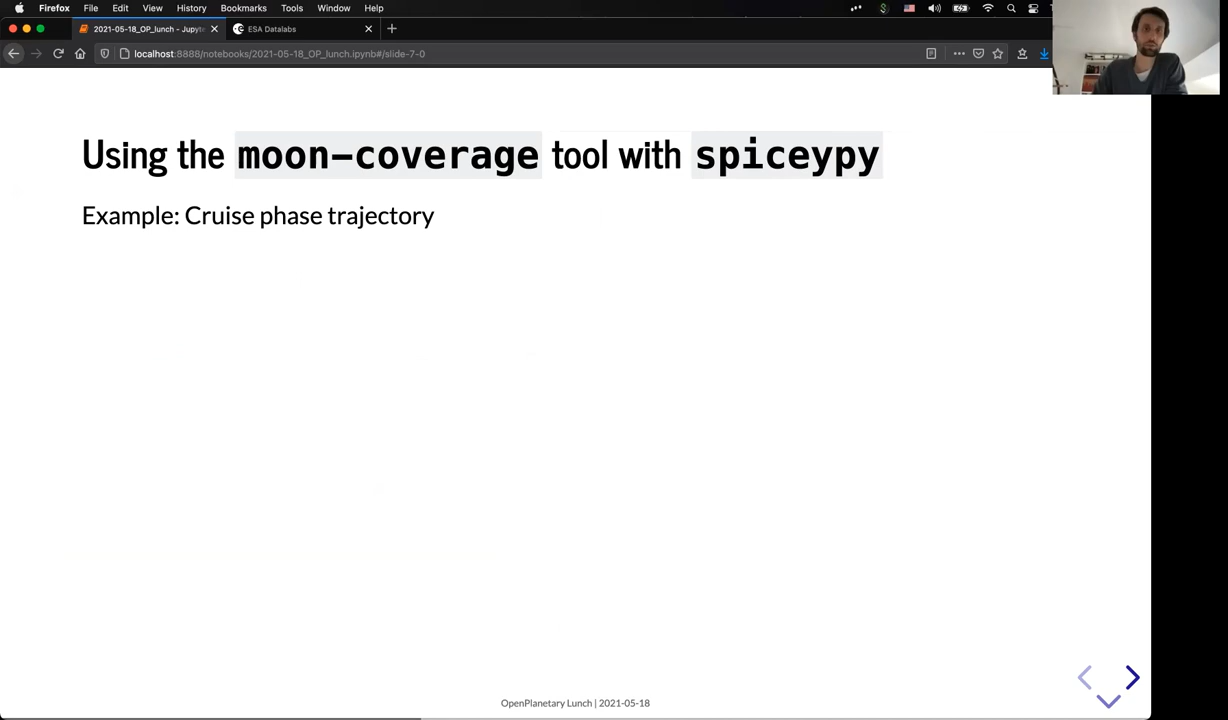 Firefox File Edit View History Bookmarks Tools Window Help
2021-05-18_OP_lunch - Jupyt
ESA Datalabs
localhost:8888/notebooks/2021-05-18_OP_lunch.ipynb#/slide-7-0
Using the moon-coverage tool with spiceypy
Example: Cruise phase trajectory
OpenPlanetary Lunch | 2021-05-18